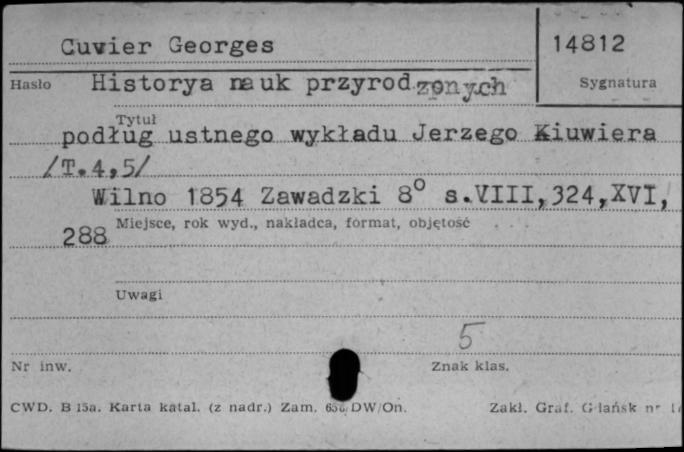 Cuvier Georges 14812
Hasło Historya nauk przyrodzonych Sygnatura
Tytuł
podług ustnego wykładu Jerzego Kiuwiera
/T.4,5/
Wilno 1854 Zawadzki 8° s.VIII,324,XVI,
Miejsce, rok wyd., nakładca, format, objętość
288
Uwagi
5
Nr inw. Znak klas.
CWD. B 15a. Karta katal. (z nadr.) Zam. DW/On. Zakł. Graf. Gdańsk nr